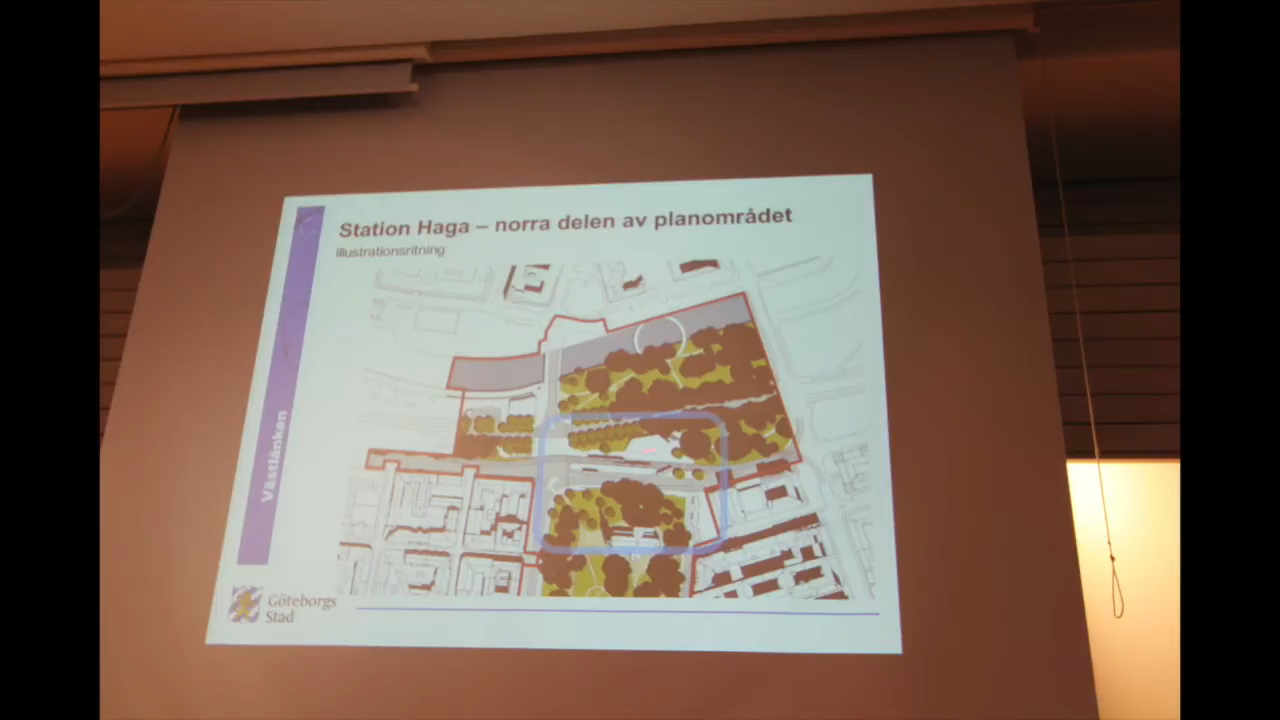 Station Haga – norra delen av planområdet
Illustrationsritning
Västlänken
Göteborgs
Stad